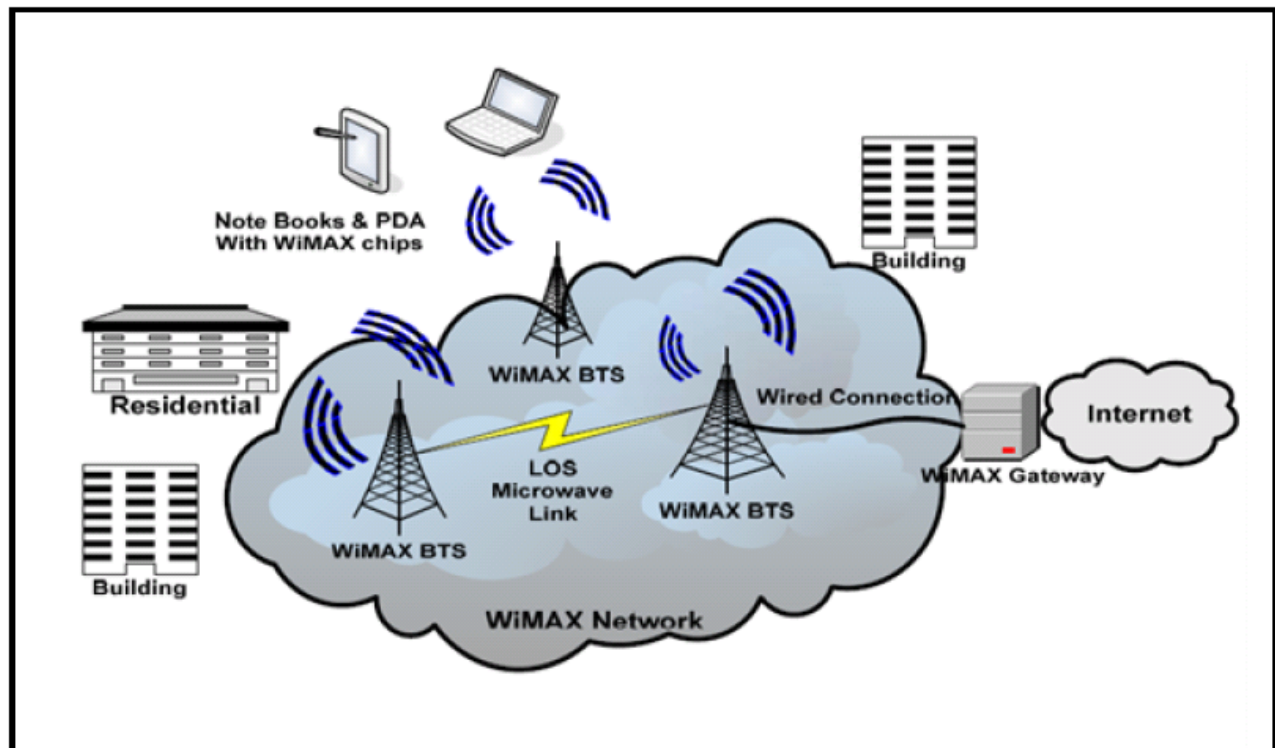 Note Books & PDA
With WiMAX chips
Building
Residential
WiMAX BTS
Wired Connection
Internet
LOS
Microwave
Link
WiMAX Gateway
WiMAX BTS
WiMAX BTS
Building
WiMAX Network